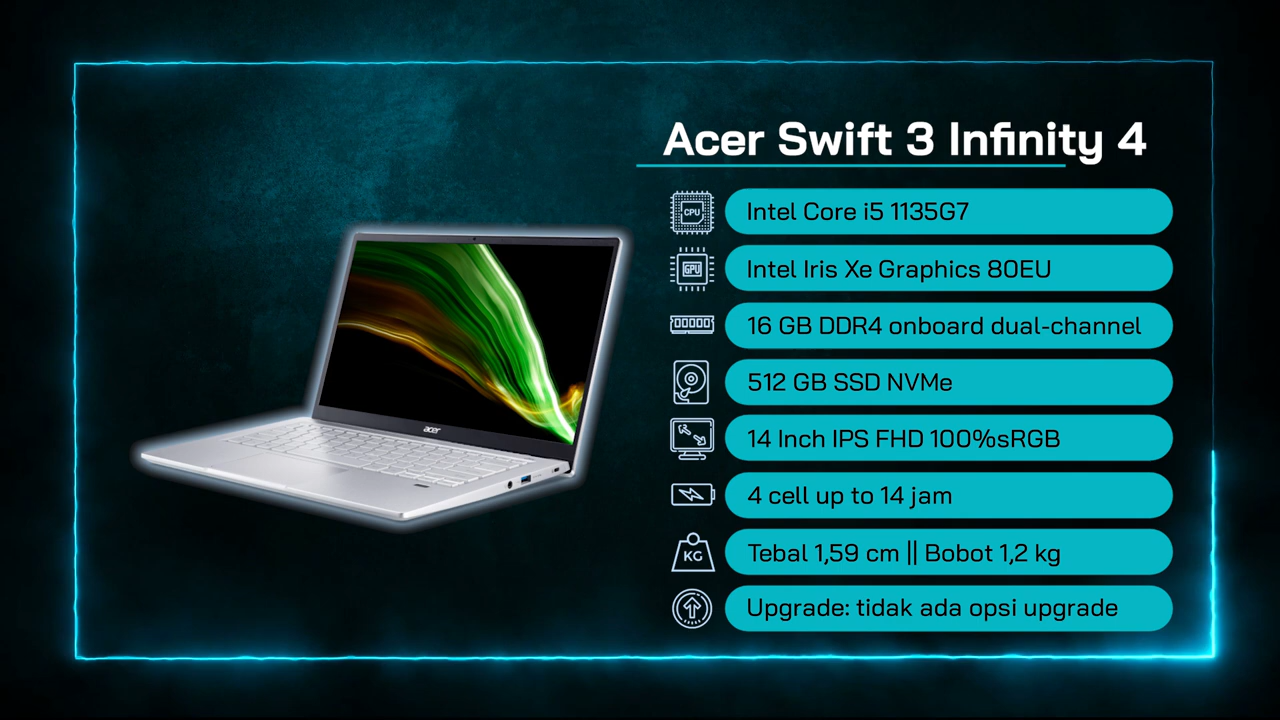 Acer Swift 3 Infinity 4
CPU
Intel Core i5 1135G7
GPU
Intel Iris Xe Graphics 80EU
16 GB DDR4 onboard dual-channel
512 GB SSD NVMe
14 Inch IPS FHD 100%sRGB
4 cell up to 14 jam
KG
Tebal 1,59 cm || Bobot 1,2 kg
Upgrade: tidak ada opsi upgrade
acer